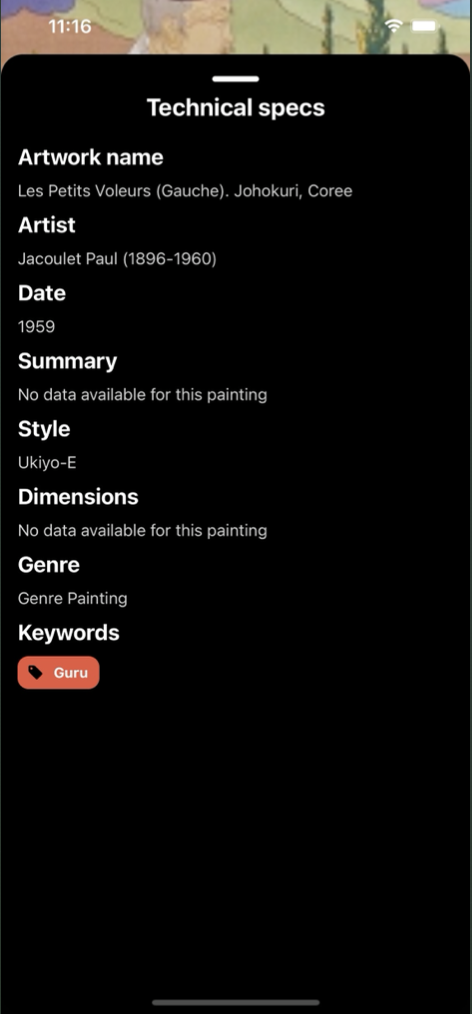 11:16
Technical specs
Artwork name
Les Petits Voleurs (Gauche). Johokuri, Coree
Artist
Jacoulet Paul (1896-1960)
Date
1959
Summary
No data available for this painting
Style
Ukiyo-E
Dimensions
No data available for this painting
Genre
Genre Painting
Keywords
Guru